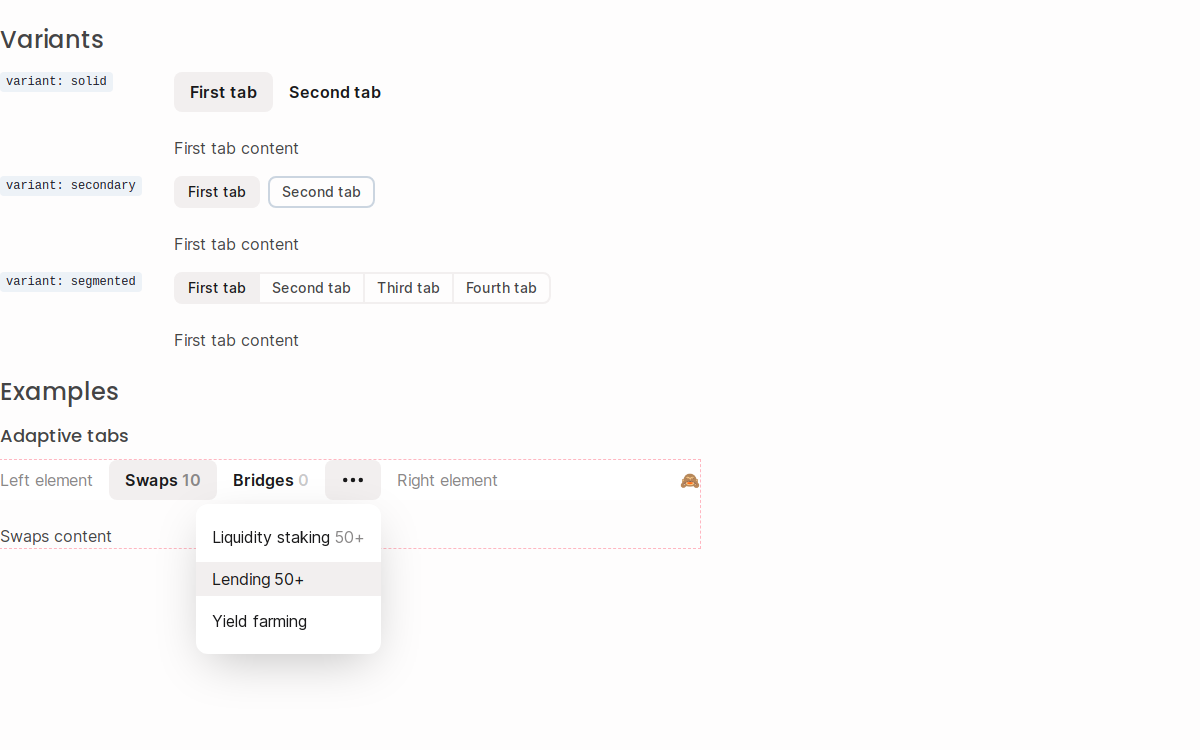 Variants
variant: solid
First tab
Second tab
First tab content
variant: secondary
First tab
Second tab
First tab content
variant: segmented
First tab
Second tab
Third tab
Fourth tab
First tab content
Examples
Adaptive tabs
Left element
Swaps 10
Bridges 0
Right element
Swaps content
Liquidity staking 50+
Lending 50+
Yield farming